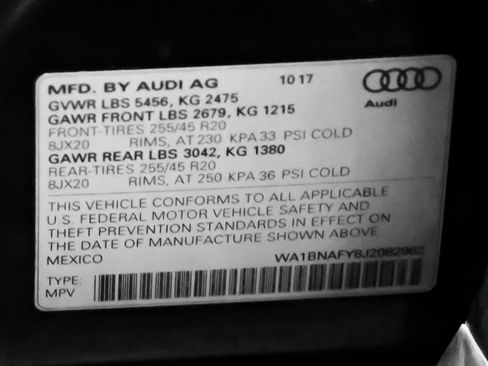 MFD. BY AUDI AG 10 17
GVWR LBS 5456, KG 2475
GAWR FRONT LBS 2679, KG 1215
Audi
FRONT-TIRES 255/45 R20
8JX20 RIMS, AT 230 KPA 33 PSI COLD
GAWR REAR LBS 3042, KG 1380
REAR-TIRES 255/45 R20
8JX20 RIMS, AT 250 KPA 36 PSI COLD
THIS VEHICLE CONFORMS TO ALL APPLICABLE
U.S. FEDERAL MOTOR VEHICLE SAFETY AND
THEFT PREVENTION STANDARDS IN EFFECT ON
THE DATE OF MANUFACTURE SHOWN ABOVE
MEXICO WA1BNAFY8J2082962
TYPE:
MPV